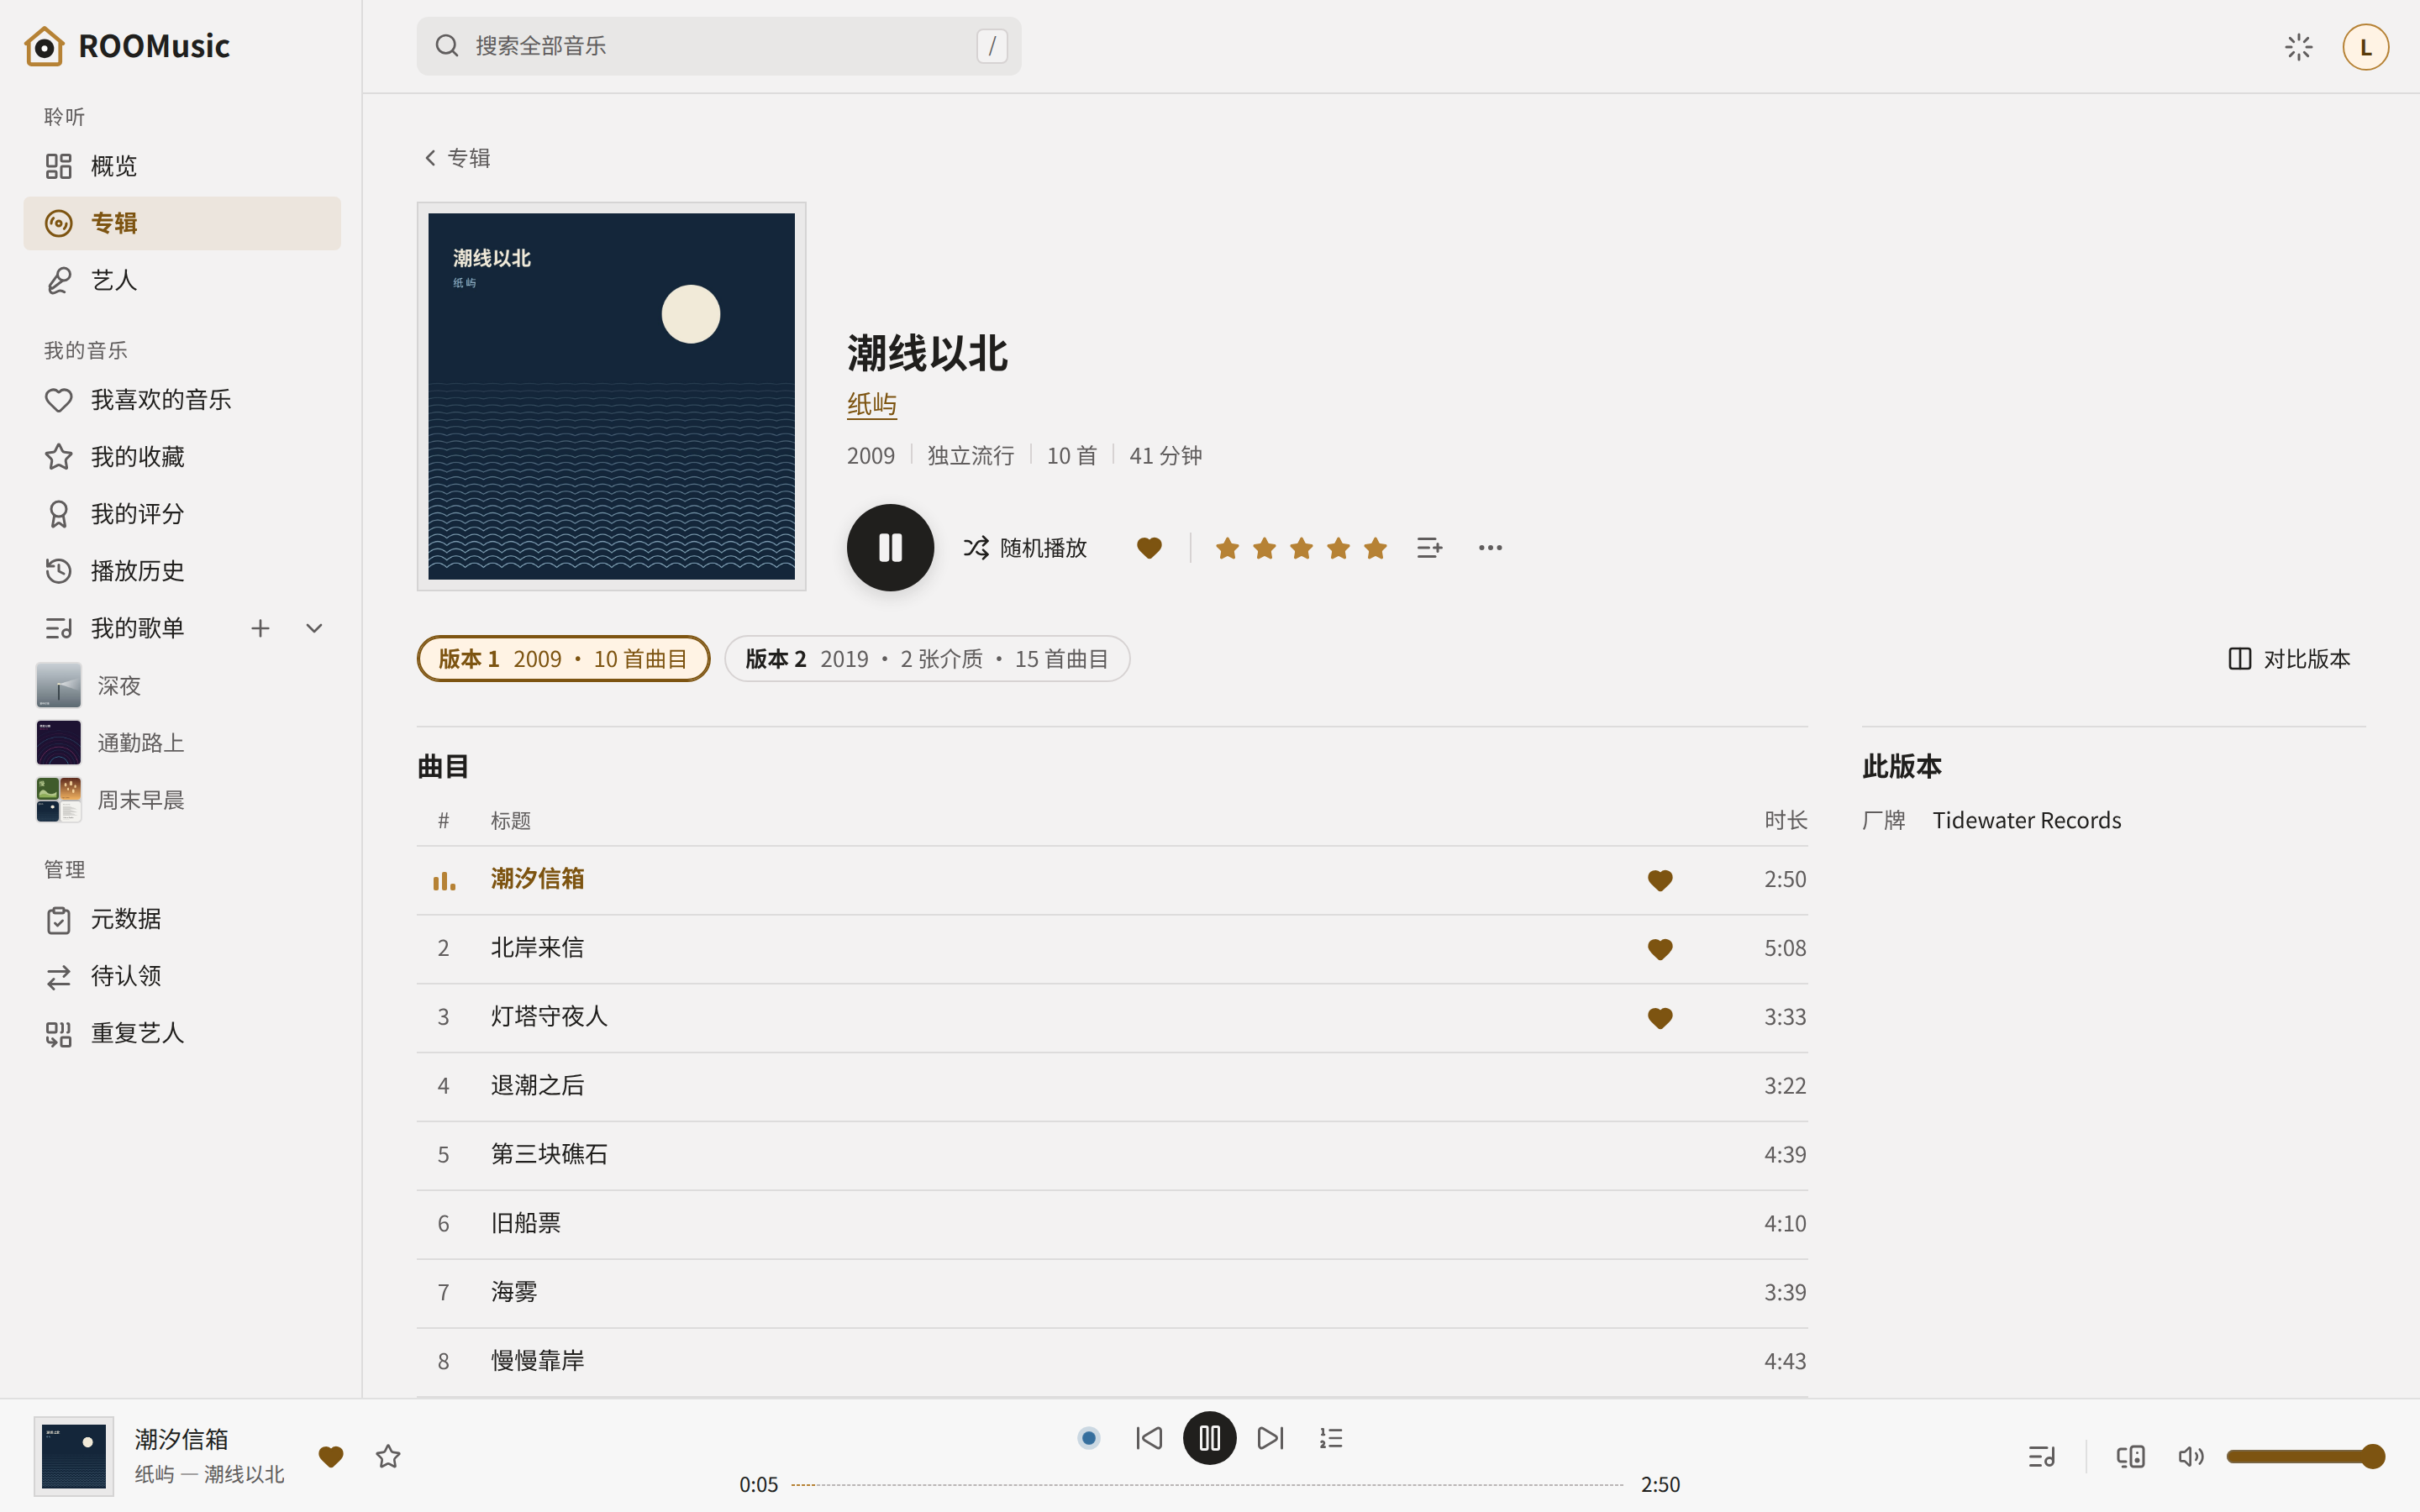 ROOMusic
搜索全部音乐
/
L
聆听
概览
专辑
艺人
我的音乐
我喜欢的音乐
我的收藏
我的评分
播放历史
我的歌单
深夜
通勤路上
周末早晨
管理
元数据
待认领
重复艺人
专辑
潮线以北
纸屿
潮线以北
纸屿
2009 独立流行 10 首 41 分钟
随机播放
版本 1 2009 • 10 首曲目
版本 2 2019 • 2 张介质 • 15 首曲目
对比版本
曲目
# 标题 时长
潮汐信箱 2:50
2 北岸来信 5:08
3 灯塔守夜人 3:33
4 退潮之后 3:22
5 第三块礁石 4:39
6 旧船票 4:10
7 海雾 3:39
8 慢慢靠岸 4:43
此版本
厂牌 Tidewater Records
潮汐信箱
纸屿 — 潮线以北
0:05
2:50